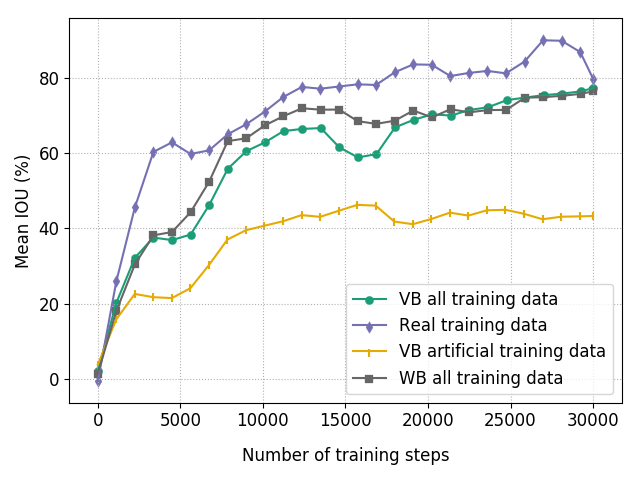 80
60
40
20
0
Mean IOU (%)
VB all training data
Real training data
VB artificial training data
WB all training data
0 5000 10000 15000 20000 25000 30000
Number of training steps